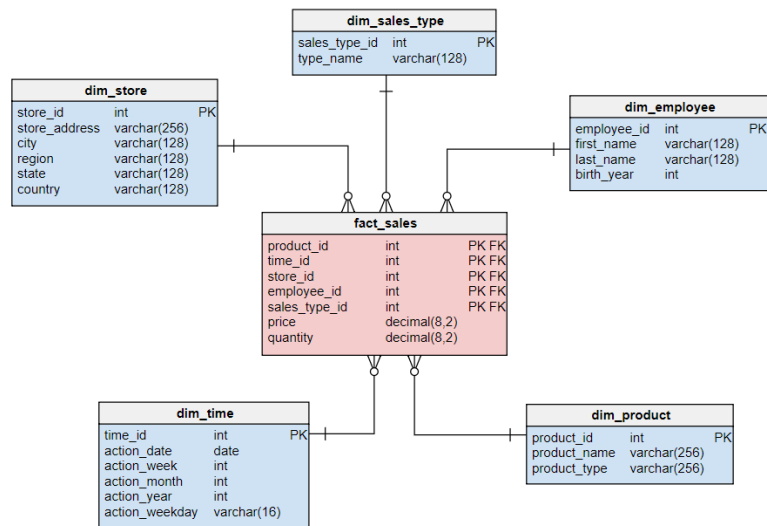 dim_sales_type
sales_type_id int PK
type_name varchar(128)
dim_store
store_id int PK
store_address varchar(256)
city varchar(128)
region varchar(128)
state varchar(128)
country varchar(128)
dim_employee
employee_id int PK
first_name varchar(128)
last_name varchar(128)
birth_year int
fact_sales
product_id int PK FK
time_id int PK FK
store_id int PK FK
employee_id int PK FK
sales_type_id int PK FK
price decimal(8,2)
quantity decimal(8,2)
dim_time
time_id int PK
action_date date
action_week int
action_month int
action_year int
action_weekday varchar(16)
dim_product
product_id int PK
product_name varchar(256)
product_type varchar(256)